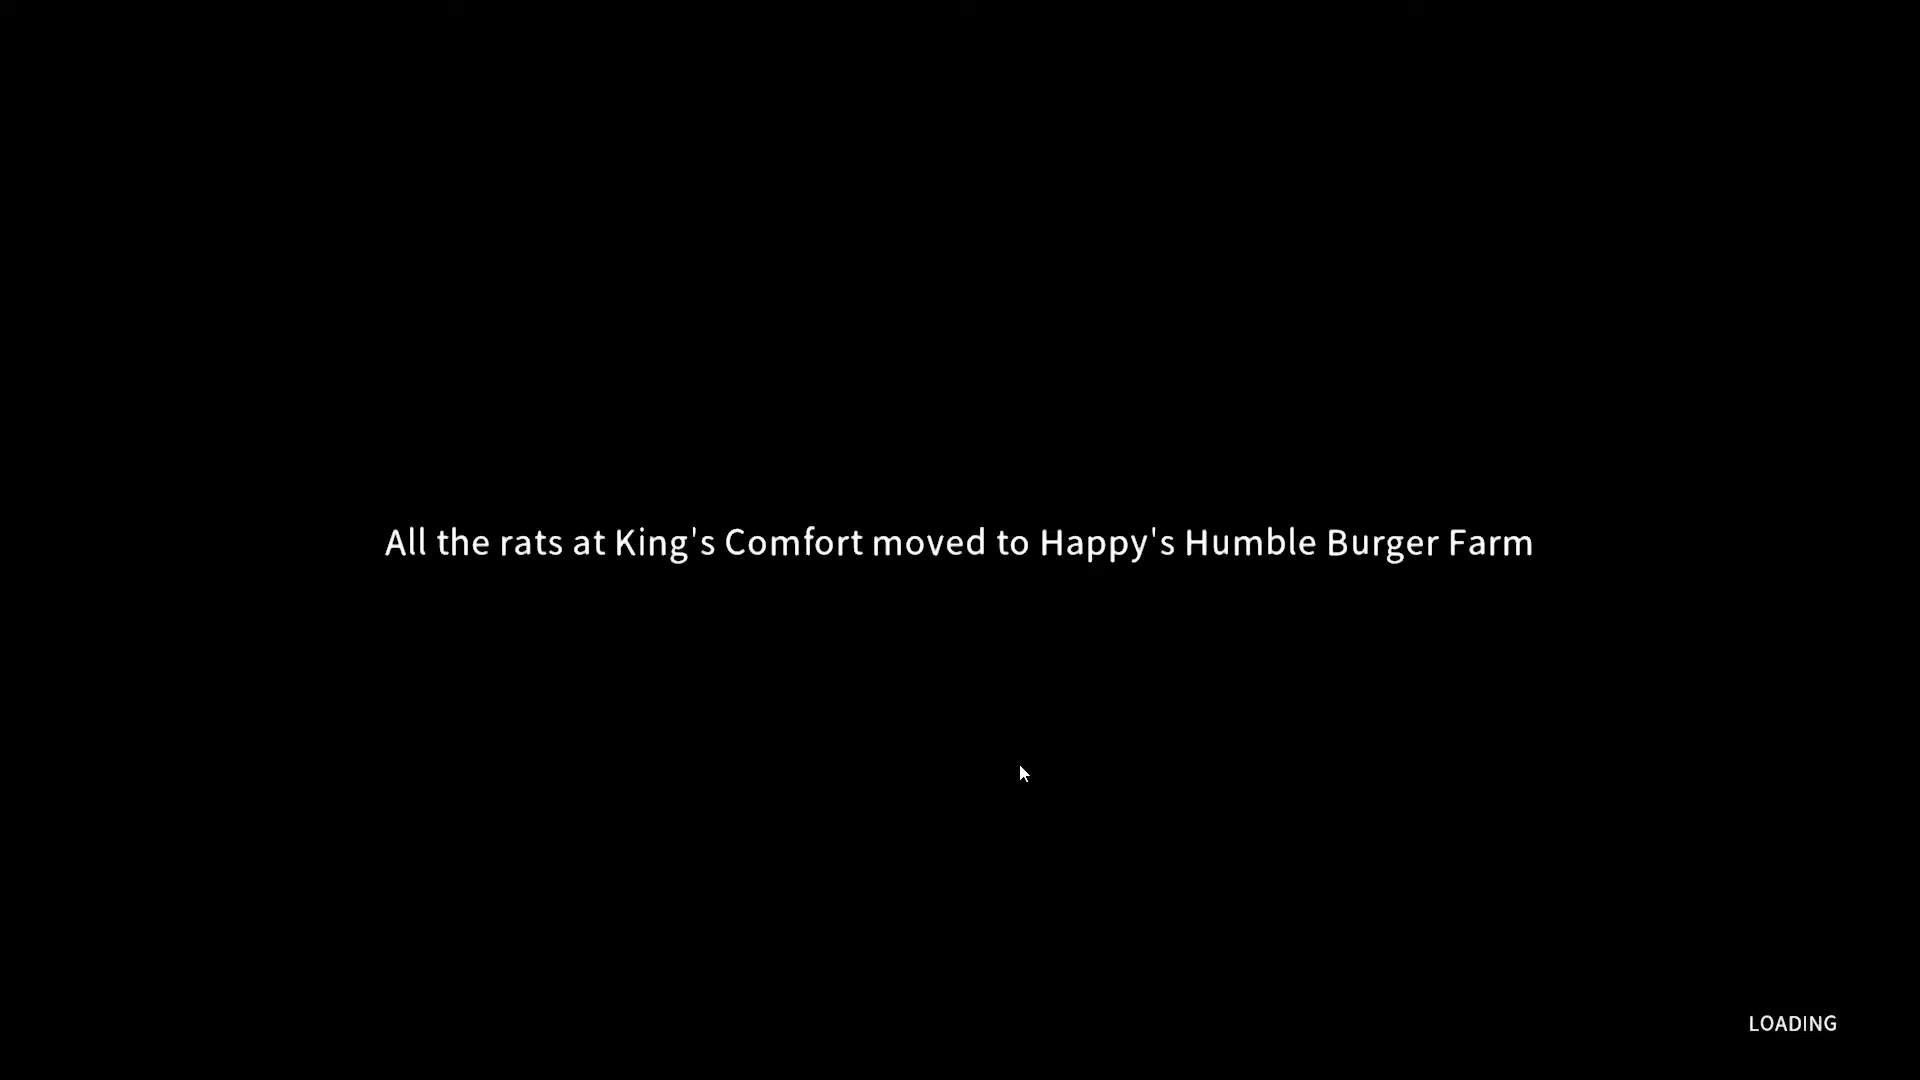 All the rats at King's Comfort moved to Happy's Humble Burger Farm
LOADING